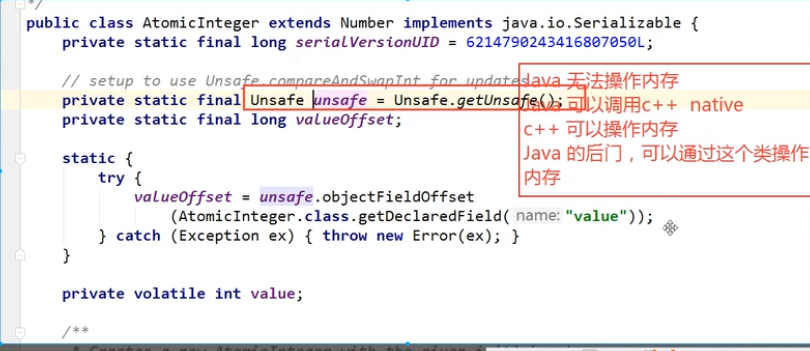 */
public class AtomicInteger extends Number implements java.io.Serializable {
private static final long serialVersionUID = 6214790243416807050L;
// setup to use Unsafe.compareAndSwapInt for updates
private static final Unsafe unsafe = Unsafe.getUnsafe();
private static final long valueOffset;
Java 无法操作内存
Java 可以调用c++ native
c++ 可以操作内存
Java 的后门，可以通过这个类操作
内存
static {
try {
valueOffset = unsafe.objectFieldOffset
(AtomicInteger.class.getDeclaredField( name: "value"));
} catch (Exception ex) { throw new Error(ex); }
}
private volatile int value;
/**